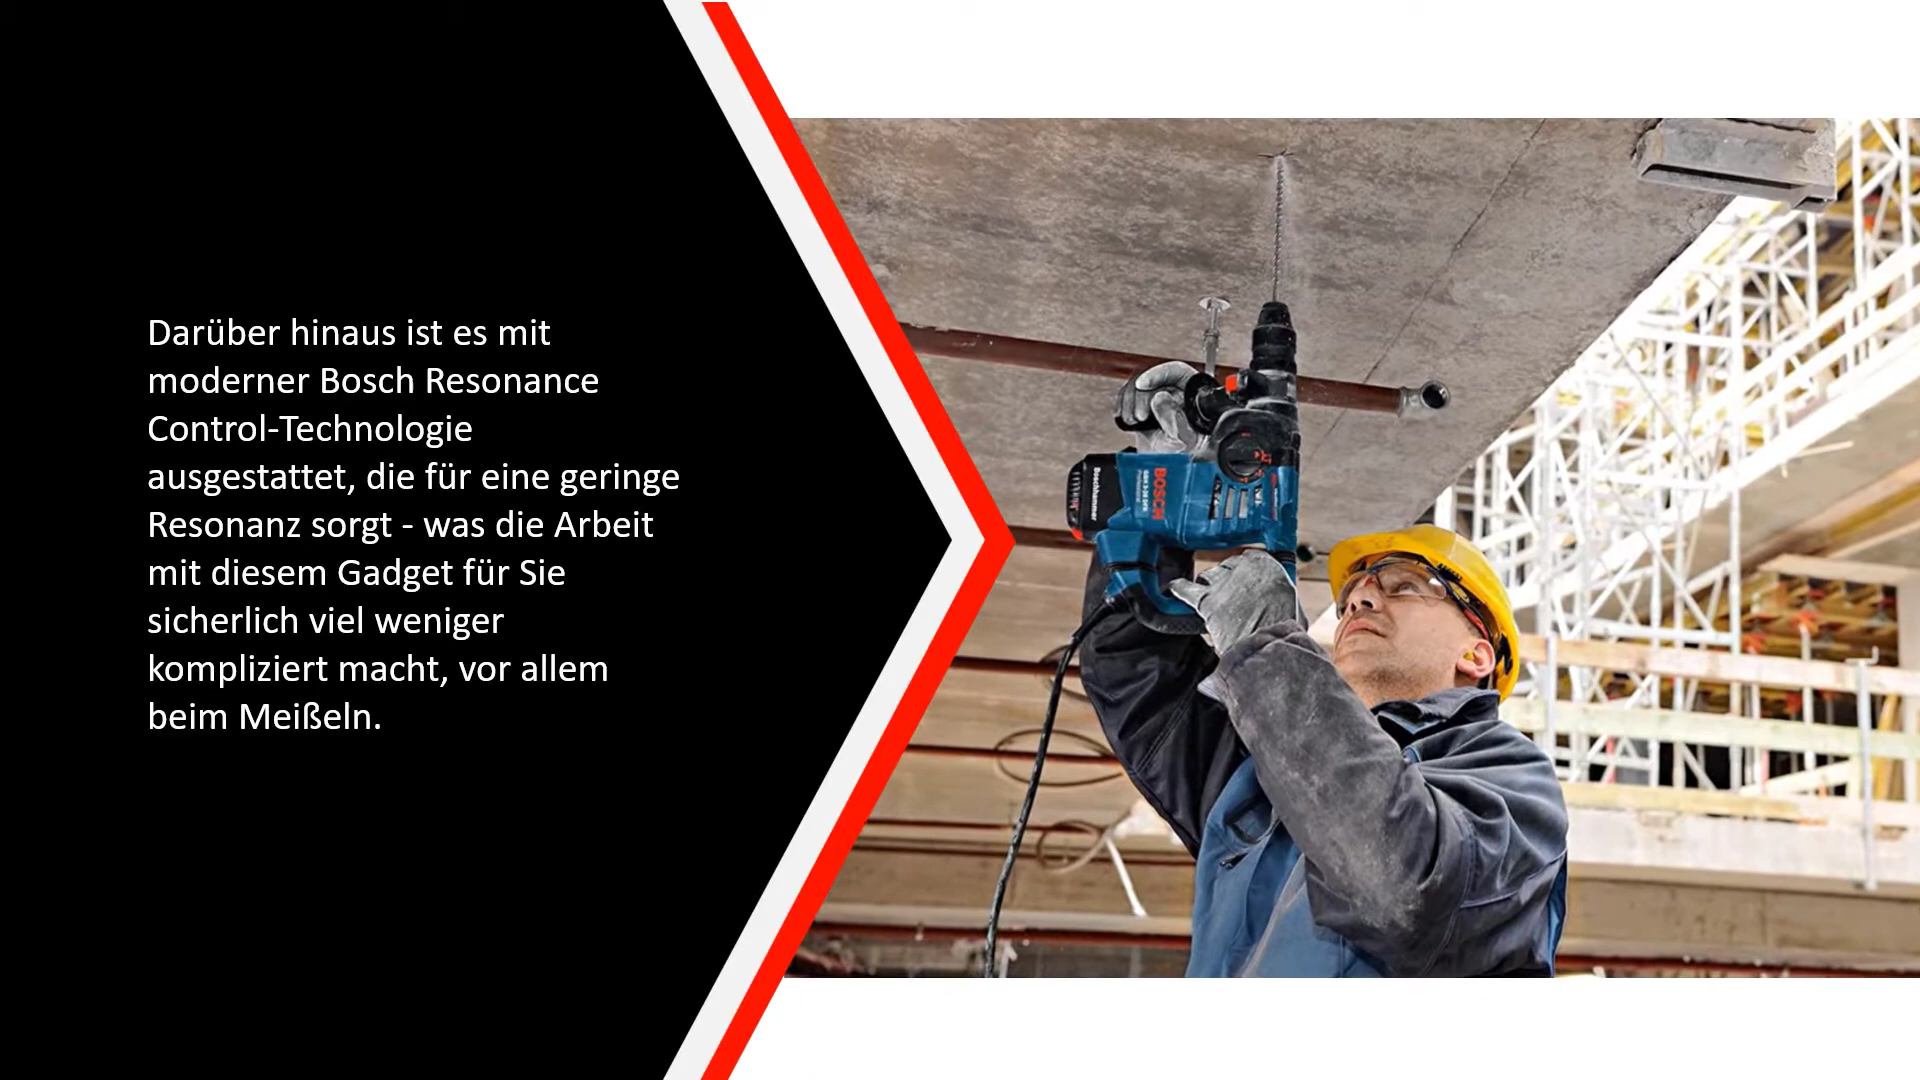 Darüber hinaus ist es mit
moderner Bosch Resonance
Control-Technologie
ausgestattet, die für eine geringe
Resonanz sorgt - was die Arbeit
mit diesem Gadget für Sie
sicherlich viel weniger
kompliziert macht, vor allem
beim Meißeln.
BOSCH
Boschhammer